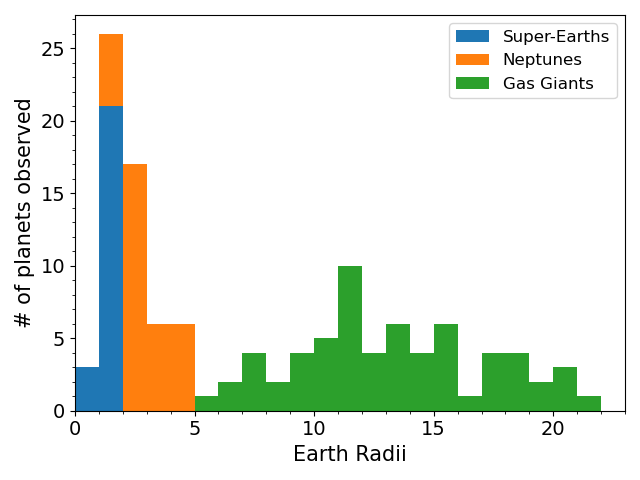 Super-Earths
Neptunes
Gas Giants
# of planets observed
25
20
15
10
5
0
0 5 10 15 20
Earth Radii